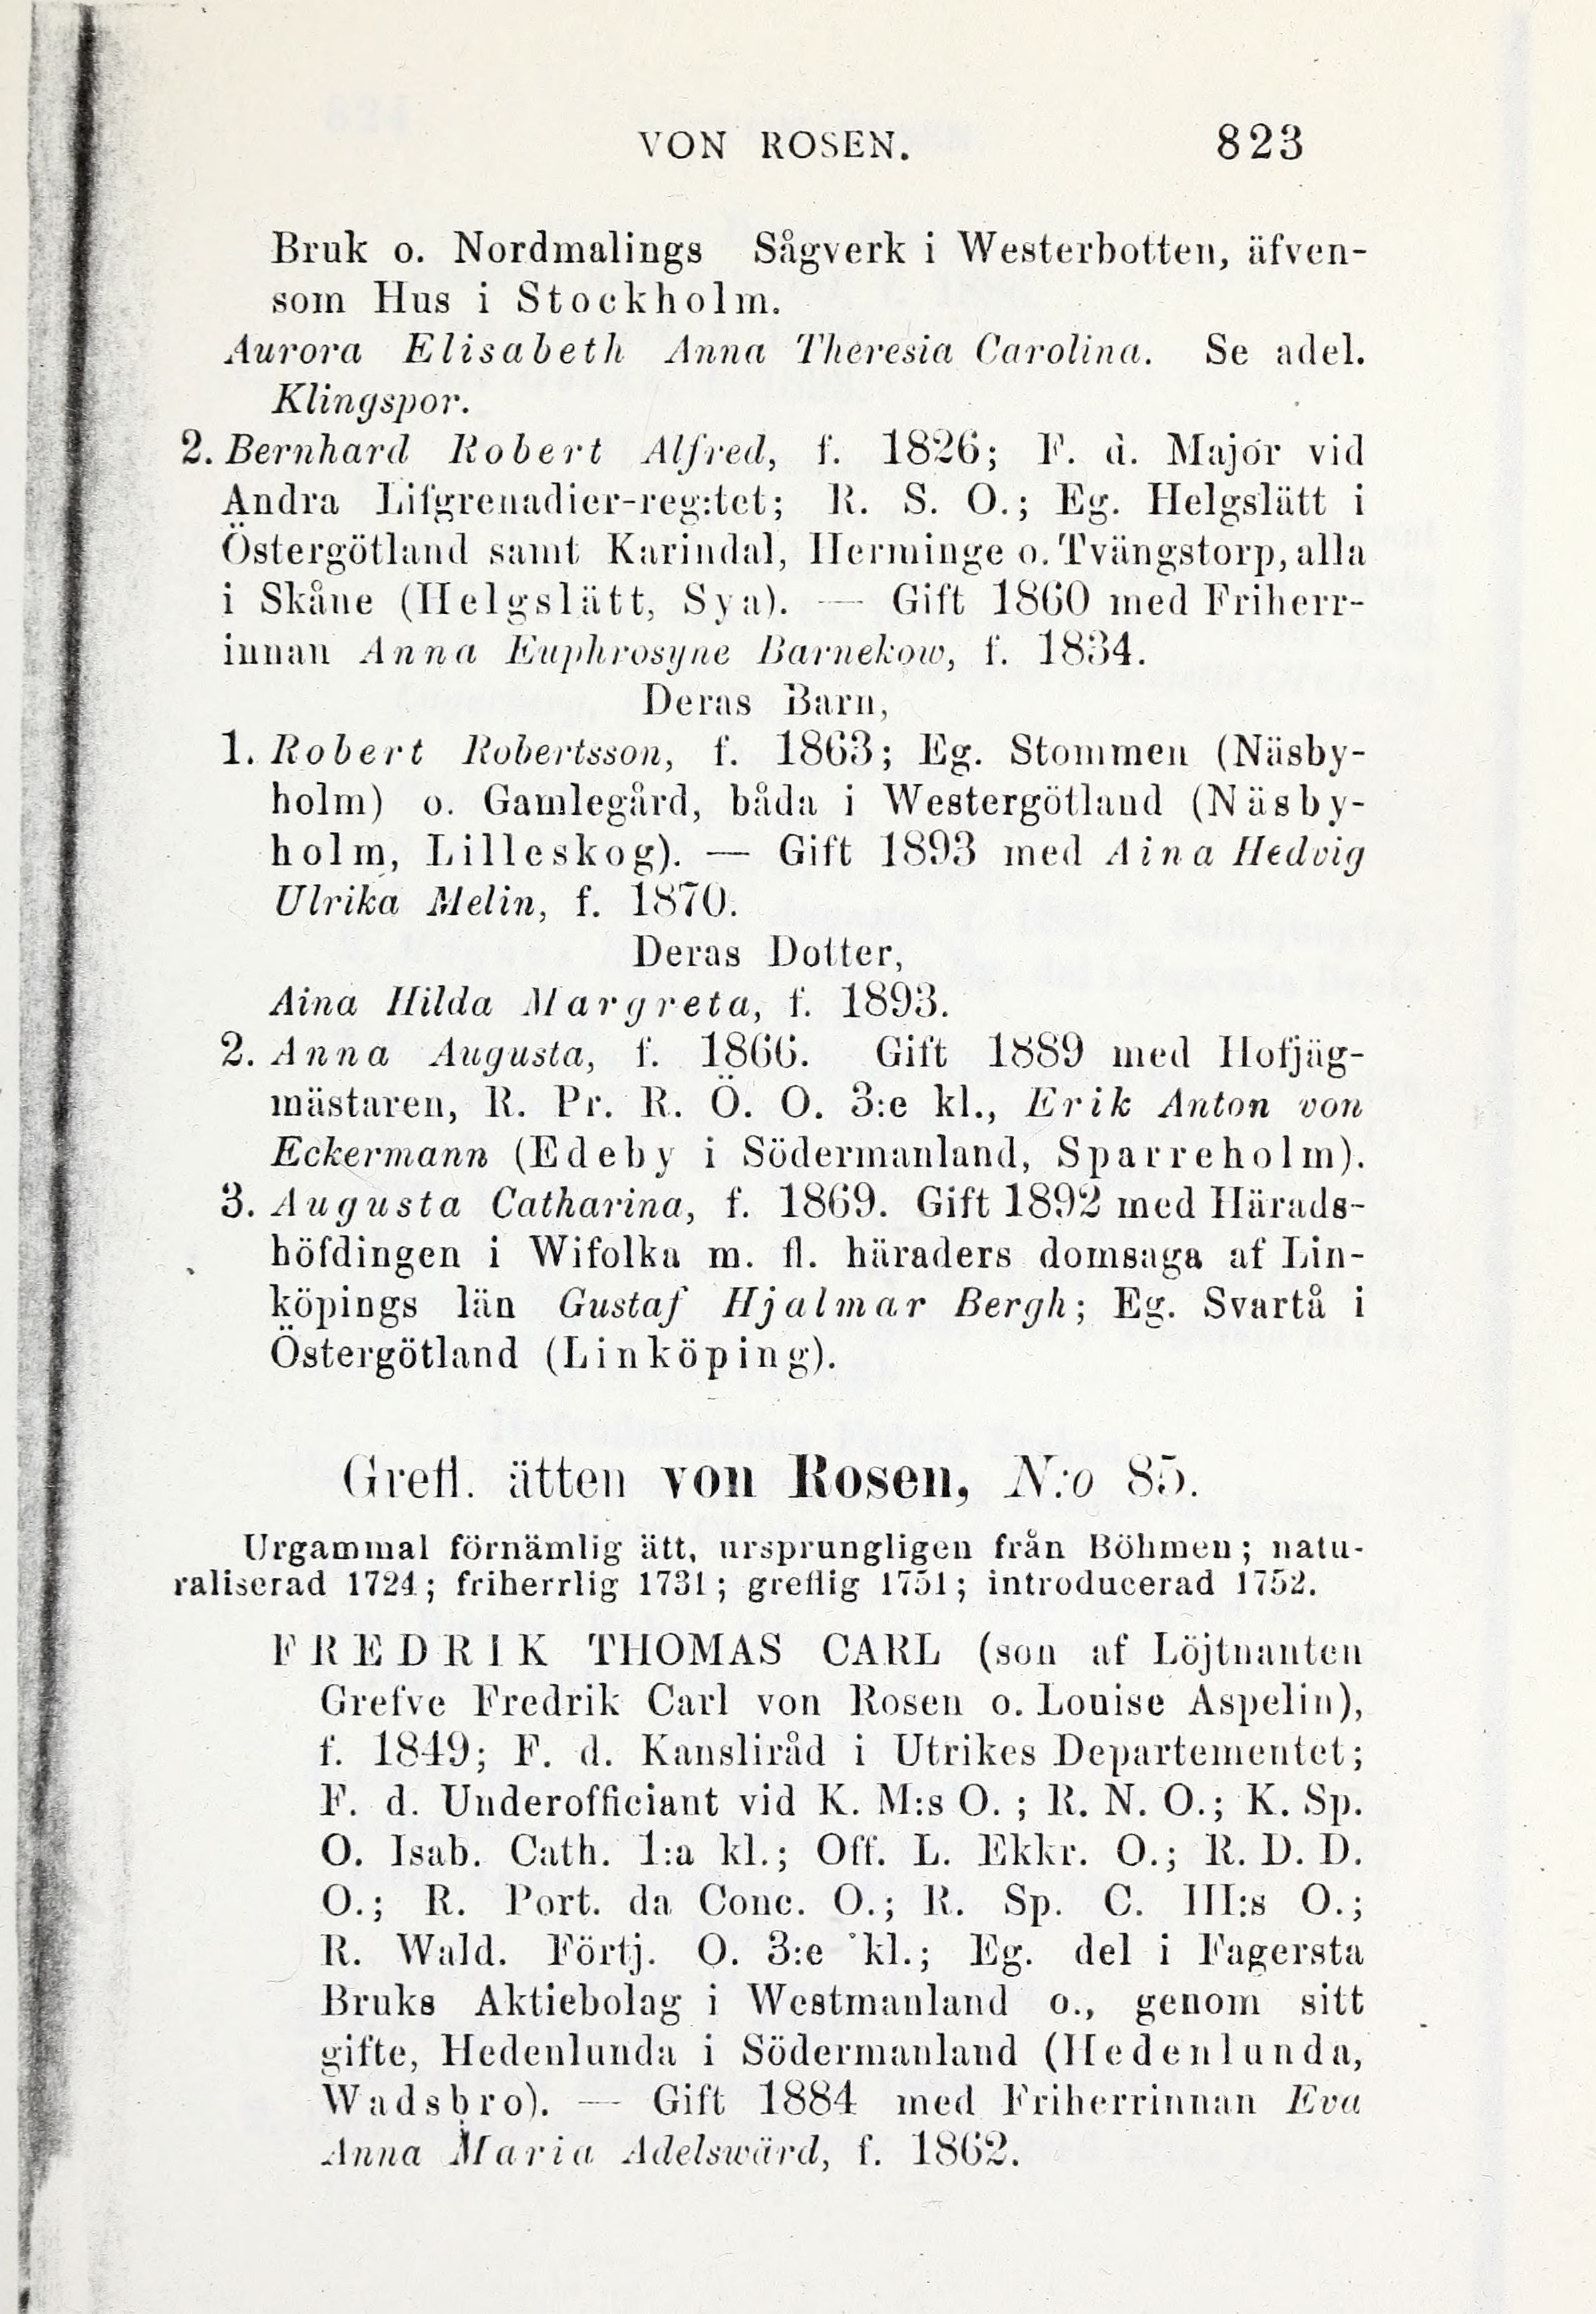 VON ROSEN. 823
Bruk o. Nordmalings Sågverk i Westerbotten, äfven-
som Hus i Stockholm.
Aurora Elisabeth Anna Theresia Carolina. Se adel.
Klingspor.
2. Bernhard Robert Alfred, f. 1826; F. d. Major vid
Andra Lifgrenadier-reg:tet; R. S. O.; Eg. Helgslätt i
Östergötland samt Karindal, Herminge o. Tvängstorp, alla
i Skåne (Helgslätt, Sya). — Gift 1860 med Friherr-
innan Anna Euphrosyne Barnekow, f. 1834.
Deras Barn,
1. Robert Robertsson, f. 1863; Eg. Stommen (Näsby-
holm) o. Gamlegård, båda i Westergötland (Näsby-
holm, Lilleskog). — Gift 1893 med Aina Hedvig
Ulrika Melin, f. 1870.
Deras Dotter,
Aina Hilda Margreta, f. 1893.
2. Anna Augusta, f. 1866. Gift 1889 med Hofjäg-
mästaren, R. Pr. R. Ö. O. 3:e kl., Erik Anton von
Eckermann (Edeby i Södermanland, Sparreholm).
3. Augusta Catharina, f. 1869. Gift 1892 med Härads-
höfdingen i Wifolka m. fl. häraders domsaga af Lin-
köpings län Gustaf Hjalmar Bergh; Eg. Svartå i
Östergötland (Linköping).
Grefl. ätten von Rosen, N:o 85.
Urgammal förnämlig ätt, ursprungligen från Böhmen; natu-
raliserad 1724; friherrlig 1731; greflig 1751; introducerad 1752.
FREDRIK THOMAS CARL (son af Löjtnanten
Grefve Fredrik Carl von Rosen o. Louise Aspelin),
f. 1849; F. d. Kansliråd i Utrikes Departementet;
F. d. Underofficiant vid K. M:s O.; R. N. O.; K. Sp.
O. Isab. Cath. 1:a kl.; Off. L. Ekkr. O.; R. D. D.
O.; R. Port. da Conc. O.; R. Sp. C. III:s O.;
R. Wald. Förtj. O. 3:e kl.; Eg. del i Fagersta
Bruks Aktiebolag i Westmanland o., genom sitt
gifte, Hedenlunda i Södermanland (Hedenlunda,
Wadsbro). — Gift 1884 med Friherrinnan Eva
Anna Maria Adelswärd, f. 1862.